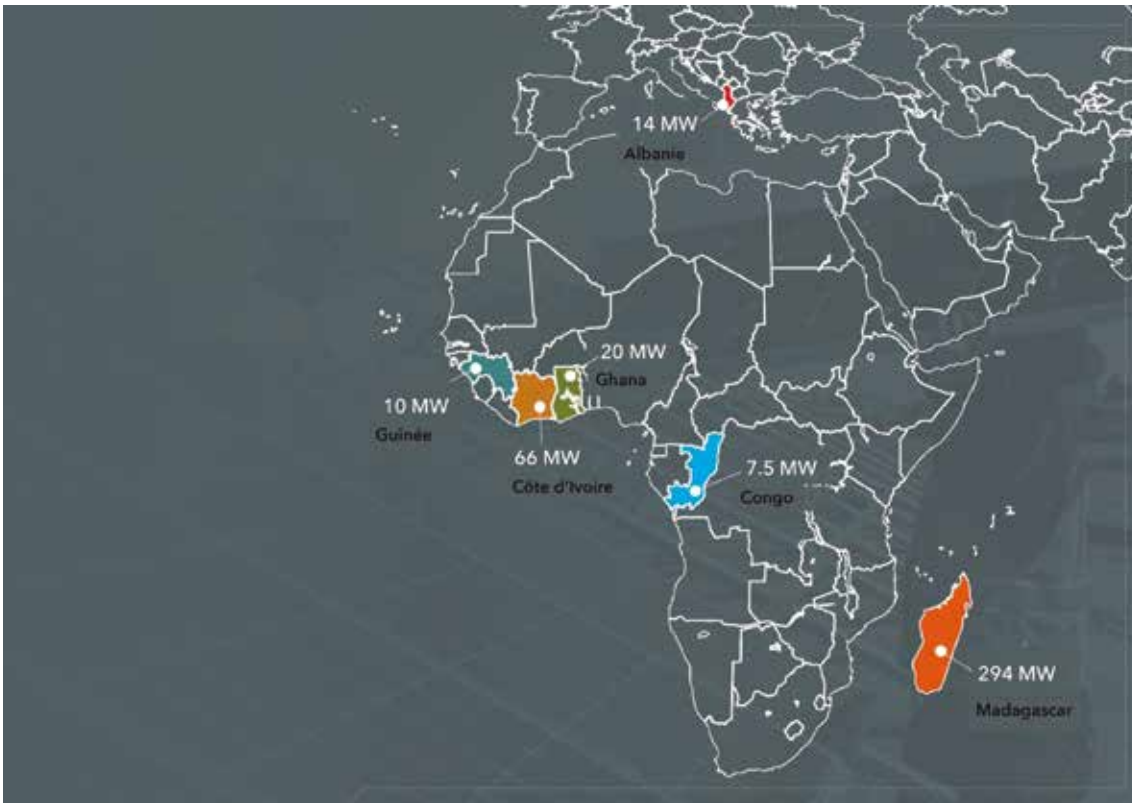 14 MW
Albanie
20 MW
Ghana
10 MW
Guinée
66 MW
Côte d'Ivoire
7.5 MW
Congo
294 MW
Madagascar